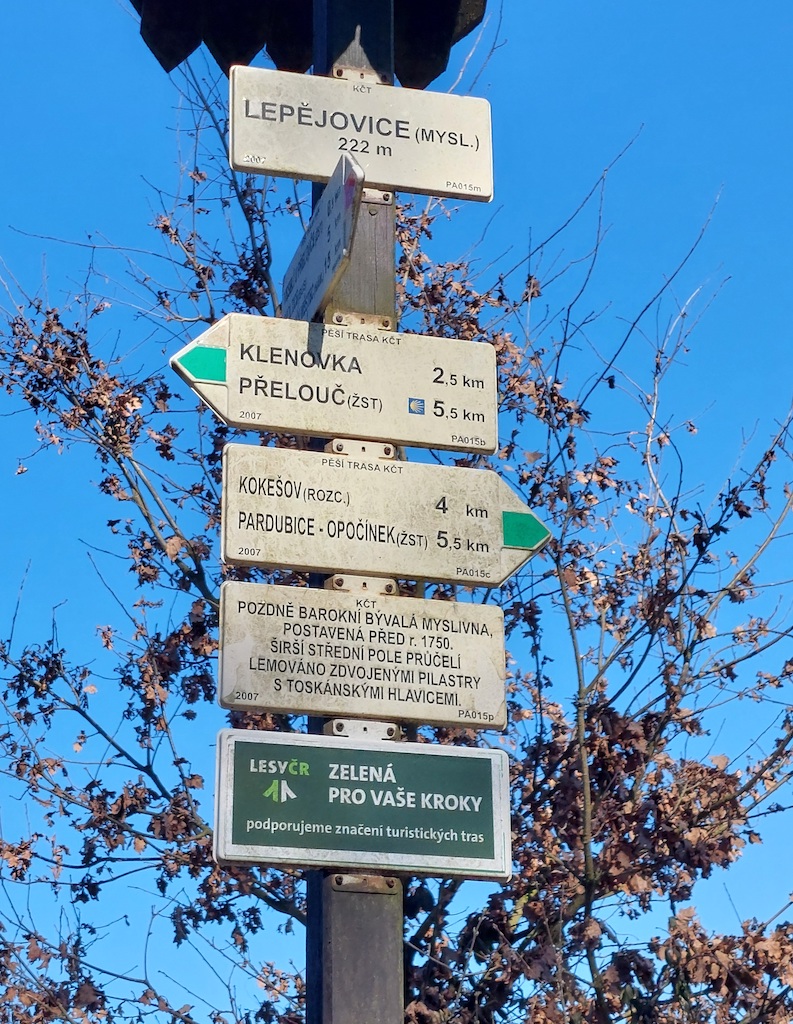 KČT
LEPĚJOVICE (MYSL.)
222 m
2007
PA015m
PĚŠÍ TRASA KČT
KLENOVKA 2,5 km
PŘELOUČ (ŽST) 5,5 km
2007
PA015b
PĚŠÍ TRASA KČT
KOKEŠOV (ROZC.) 4 km
PARDUBICE - OPOČÍNEK (ŽST) 5,5 km
2007
PA015c
KČT
POZDNĚ BAROKNÍ BÝVALÁ MYSLIVNA,
POSTAVENÁ PŘED r. 1750.
ŠIRŠÍ STŘEDNÍ POLE PRŮČELÍ
LEMOVÁNO ZDVOJENÝMI PILASTRY
S TOSKÁNSKÝMI HLAVICEMI.
2007
PA015p
LESYČR
ZELENÁ
PRO VAŠE KROKY
podporujeme značení turistických tras